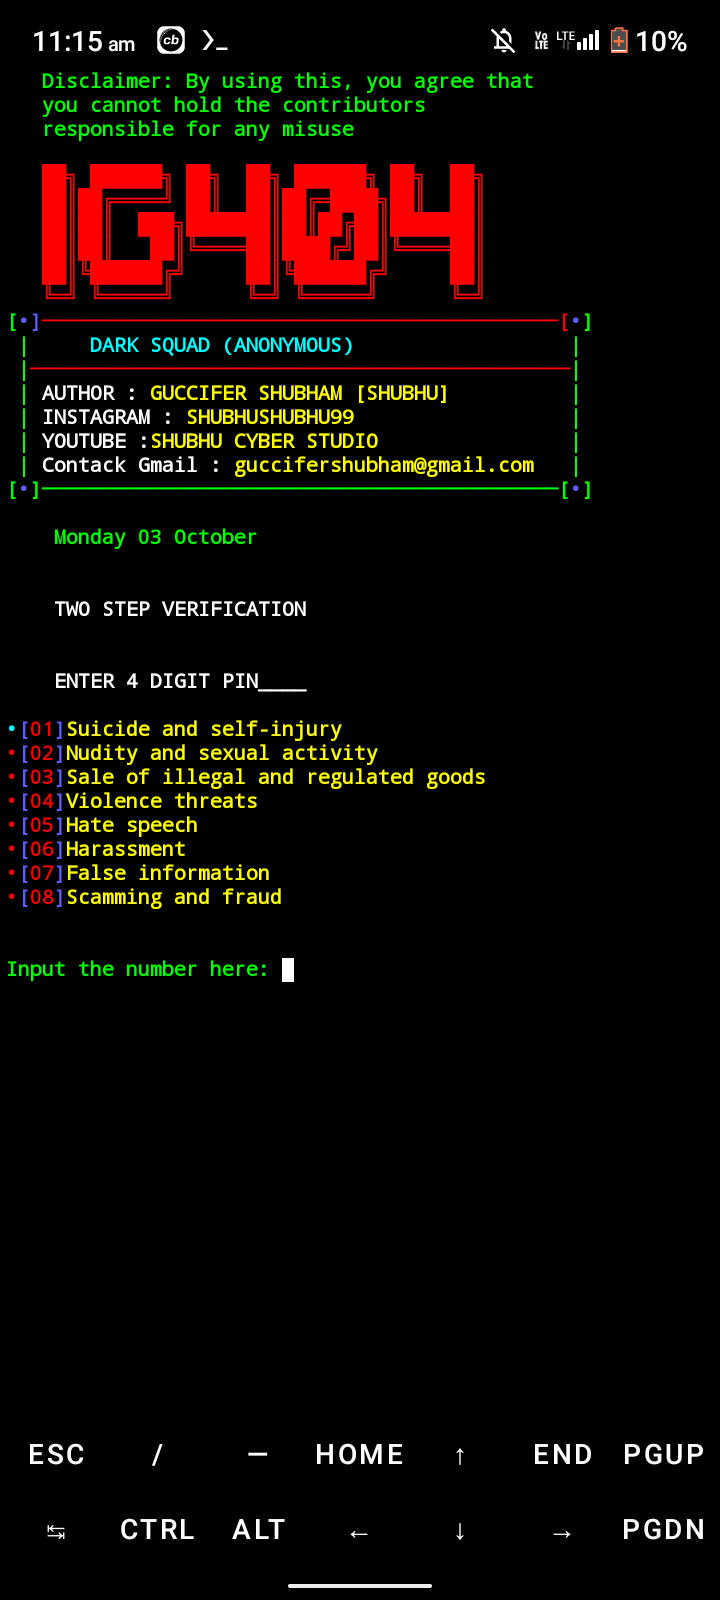 11:15 am cb LTE 10%
Disclaimer: By using this, you agree that
you cannot hold the contributors
responsible for any misuse
IG404
[•][•]
DARK SQUAD (ANONYMOUS)
AUTHOR : GUCCIFER SHUBHAM [SHUBHU]
INSTAGRAM : SHUBHUSHUBHU99
YOUTUBE :SHUBHU CYBER STUDIO
Contack Gmail : guccifershubham@gmail.com
[•][•]
Monday 03 October
TWO STEP VERIFICATION
ENTER 4 DIGIT PIN____
•[01]Suicide and self-injury
•[02]Nudity and sexual activity
•[03]Sale of illegal and regulated goods
•[04]Violence threats
•[05]Hate speech
•[06]Harassment
•[07]False information
•[08]Scamming and fraud
Input the number here:
ESC / — HOME ↑ END PGUP
↹ CTRL ALT ← ↓ → PGDN